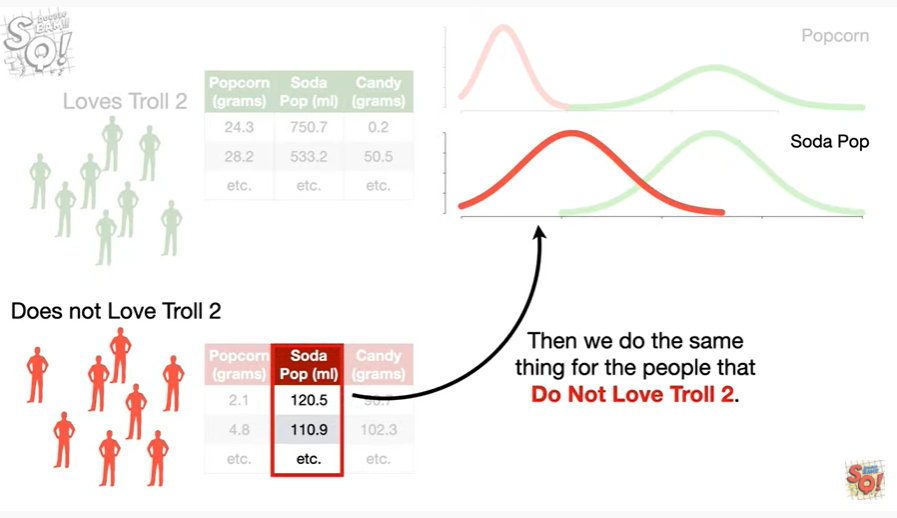 STEAM!!
SQ!
Popcorn
Loves Troll 2
Popcorn (grams) Soda Pop (ml) Candy (grams)
24.3 750.7 0.2
28.2 533.2 50.5
etc. etc. etc.
Soda Pop
Does not Love Troll 2
Popcorn (grams) Soda Pop (ml) Candy (grams)
2.1 120.5
4.8 110.9 102.3
etc. etc. etc.
Then we do the same
thing for the people that
Do Not Love Troll 2.
SQ!